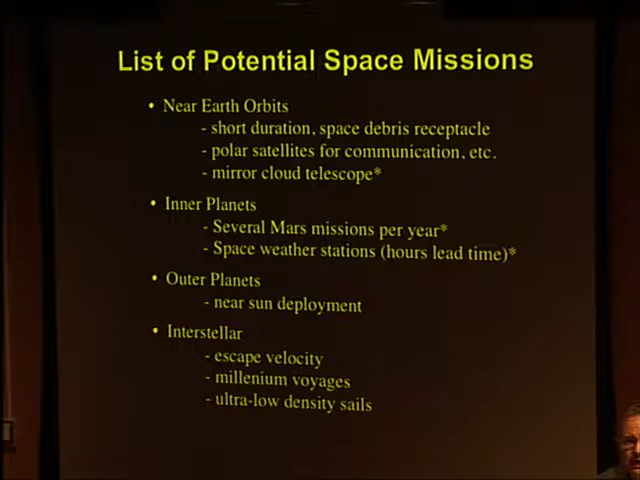 List of Potential Space Missions
• Near Earth Orbits
- short duration, space debris receptacle
- polar satellites for communication, etc.
- mirror cloud telescope*
• Inner Planets
- Several Mars missions per year*
- Space weather stations (hours lead time)*
• Outer Planets
- near sun deployment
• Interstellar
- escape velocity
- millenium voyages
- ultra-low density sails